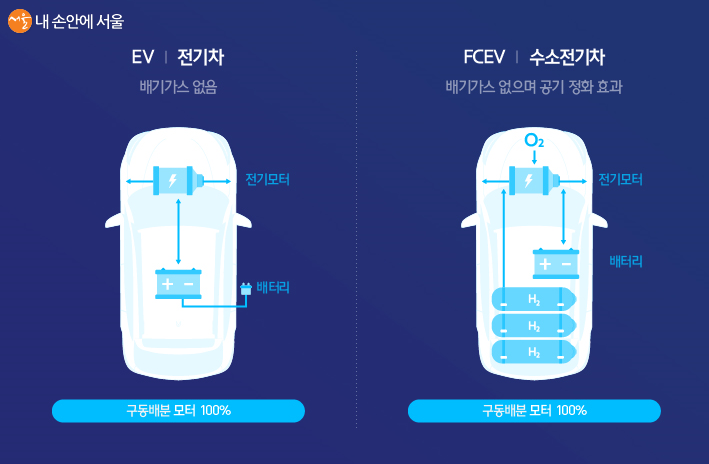 내 손안에 서울
EV | 전기차
배기가스 없음
전기모터
+ −
배터리
구동배분 모터 100%
FCEV | 수소전기차
배기가스 없으며 공기 정화 효과
O₂
전기모터
+ −
배터리
H₂
H₂
H₂
구동배분 모터 100%